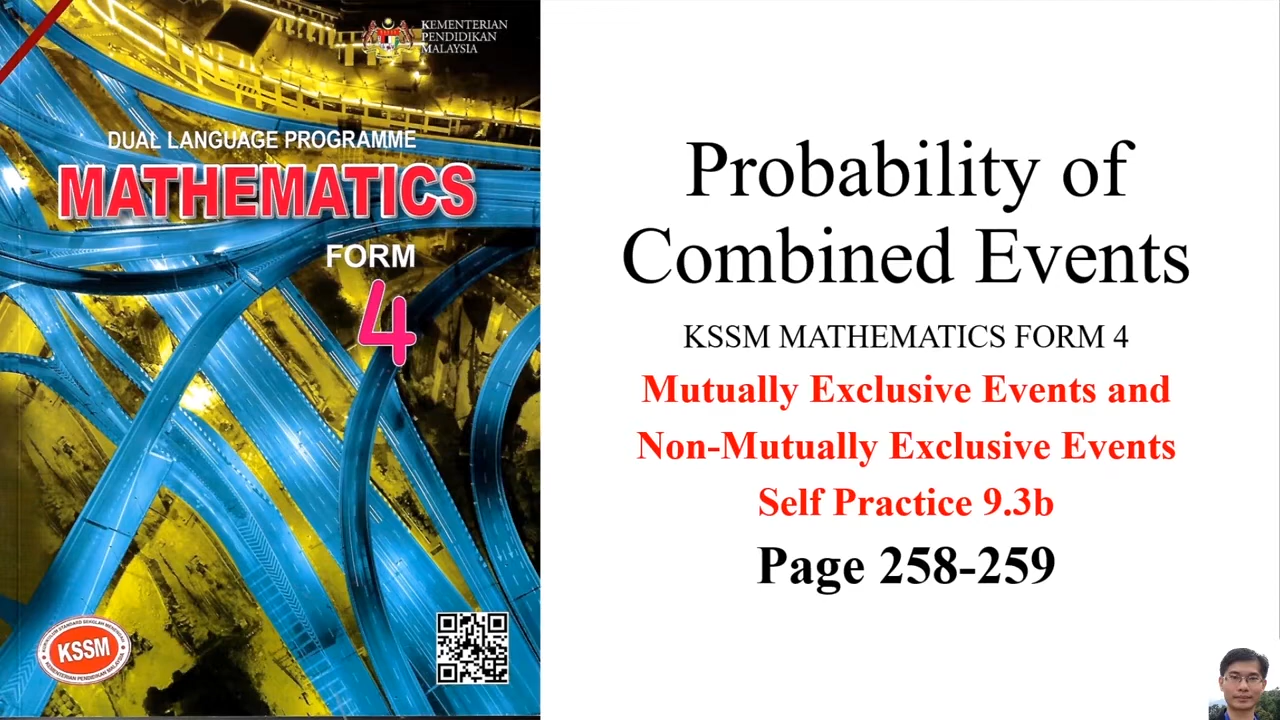 KEMENTERIAN
PENDIDIKAN
MALAYSIA
DUAL LANGUAGE PROGRAMME
MATHEMATICS
FORM
4
KSSM
Probability of
Combined Events
KSSM MATHEMATICS FORM 4
Mutually Exclusive Events and
Non-Mutually Exclusive Events
Self Practice 9.3b
Page 258-259